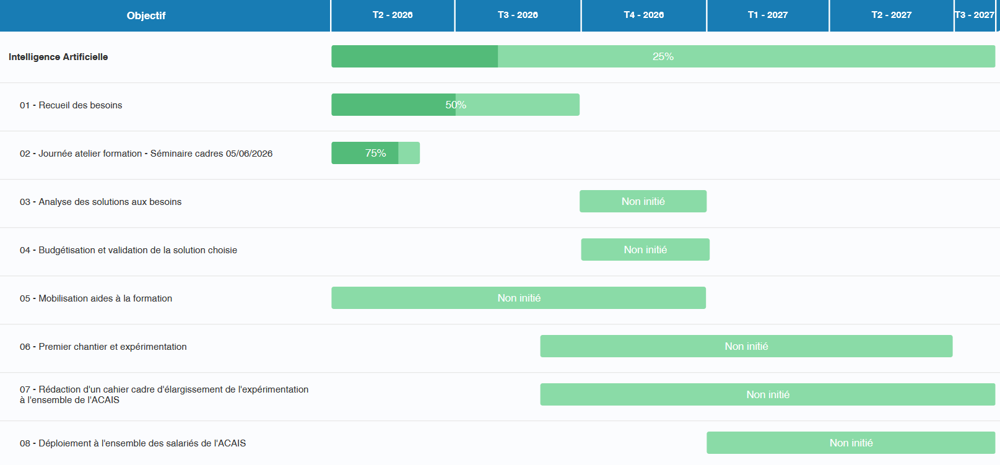 Objectif
T2 - 2026
T3 - 2026
T4 - 2026
T1 - 2027
T2 - 2027
T3 - 2027
Intelligence Artificielle
25%
01 - Recueil des besoins
50%
02 - Journée atelier formation - Séminaire cadres 05/06/2026
75%
03 - Analyse des solutions aux besoins
Non initié
04 - Budgétisation et validation de la solution choisie
Non initié
05 - Mobilisation aides à la formation
Non initié
06 - Premier chantier et expérimentation
Non initié
07 - Rédaction d'un cahier cadre d'élargissement de l'expérimentation
à l'ensemble de l'ACAIS
Non initié
08 - Déploiement à l'ensemble des salariés de l'ACAIS
Non initié